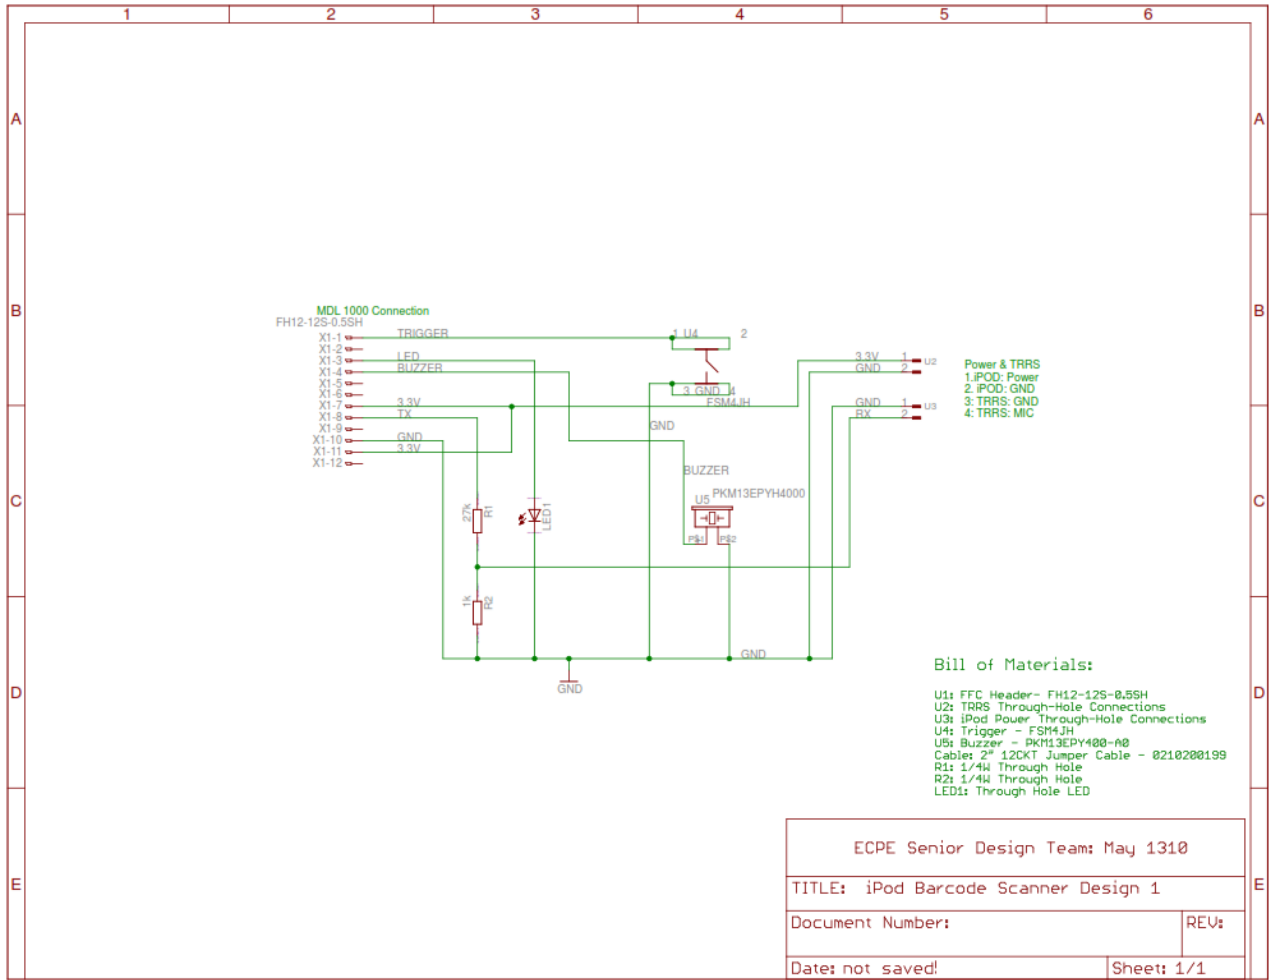 1 2 3 4 5 6
A A
B B
C C
D D
E E
MDL 1000 Connection
FH12-12S-0.5SH
X1-1 TRIGGER
X1-2
X1-3 LED
X1-4 BUZZER
X1-5
X1-6
X1-7 3.3V
X1-8 TX
X1-9
X1-10 GND
X1-11 3.3V
X1-12
1 U4 2
3 GND 4
FSM4JH
GND
3.3V 1 U2
GND 2
GND 1 U3
RX 2
Power & TRRS
1.iPOD: Power
2. iPOD: GND
3: TRRS: GND
4: TRRS: MIC
BUZZER
U5 PKM13EPYH4000
P$1 P$2
27k R1
LED1
1k R2
GND
GND
Bill of Materials:
U1: FFC Header- FH12-12S-0.5SH
U2: TRRS Through-Hole Connections
U3: iPod Power Through-Hole Connections
U4: Trigger - FSM4JH
U5: Buzzer - PKM13EPY400-A0
Cable: 2" 12CKT Jumper Cable - 0210200199
R1: 1/4W Through Hole
R2: 1/4W Through Hole
LED1: Through Hole LED
ECPE Senior Design Team: May 1310
TITLE: iPod Barcode Scanner Design 1
Document Number:
REV:
Date: not saved!
Sheet: 1/1